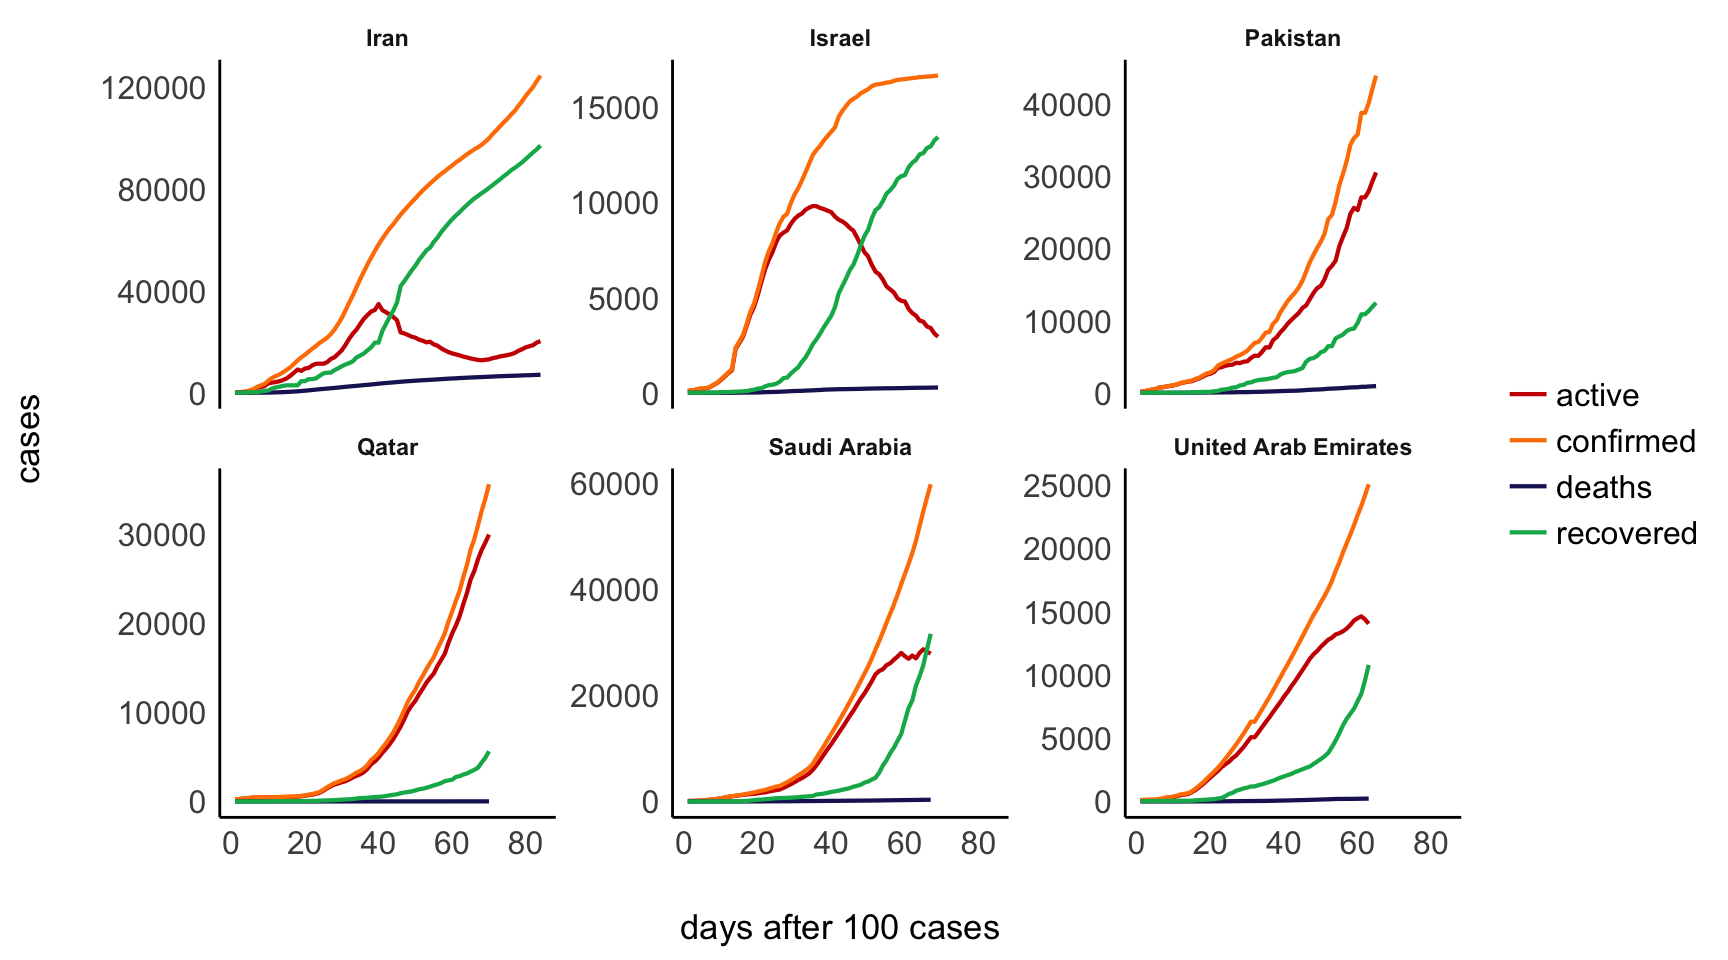 Iran
Israel
Pakistan
120000
80000
40000
0
15000
10000
5000
0
40000
30000
20000
10000
0
Qatar
Saudi Arabia
United Arab Emirates
30000
20000
10000
0
60000
40000
20000
0
25000
20000
15000
10000
5000
0
0 20 40 60 80
0 20 40 60 80
0 20 40 60 80
days after 100 cases
cases
active
confirmed
deaths
recovered